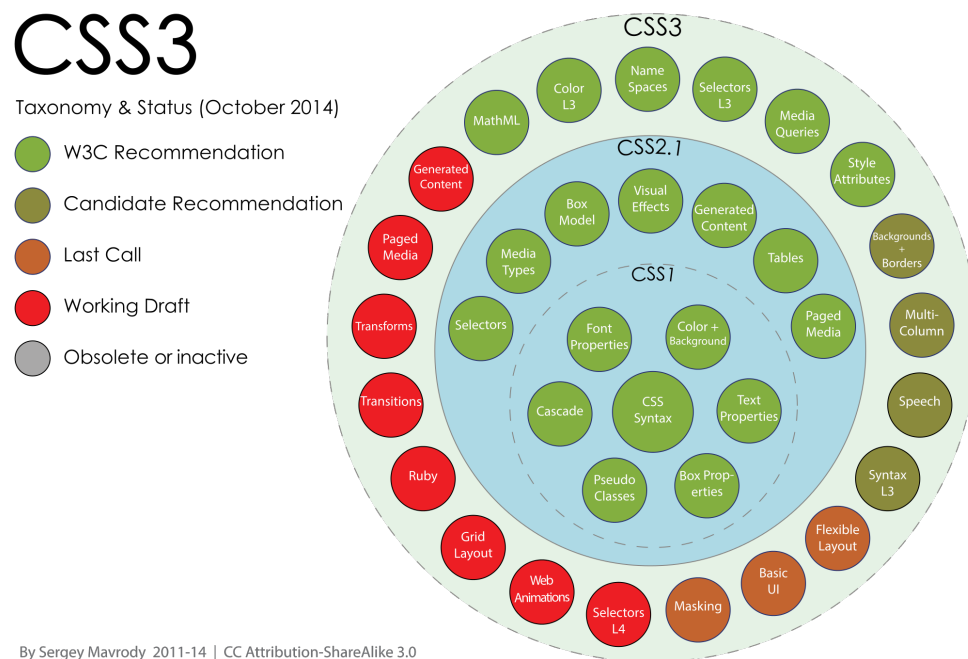 CSS3
Taxonomy & Status (October 2014)
W3C Recommendation
Candidate Recommendation
Last Call
Working Draft
Obsolete or inactive
CSS3
Name
Spaces
Color
L3
Selectors
L3
MathML
Media
Queries
Style
Attributes
Generated
Content
Paged
Media
Transforms
Transitions
Ruby
Grid
Layout
Web
Animations
Selectors
L4
Masking
Basic
UI
Flexible
Layout
Syntax
L3
Speech
Multi-
Column
Backgrounds
+
Borders
CSS2.1
Visual
Effects
Box
Model
Generated
Content
Media
Types
Tables
Selectors
Paged
Media
CSS1
Font
Properties
Color +
Background
Cascade
CSS
Syntax
Text
Properties
Pseudo
Classes
Box Prop-
erties
By Sergey Mavrody 2011-14 | CC Attribution-ShareAlike 3.0